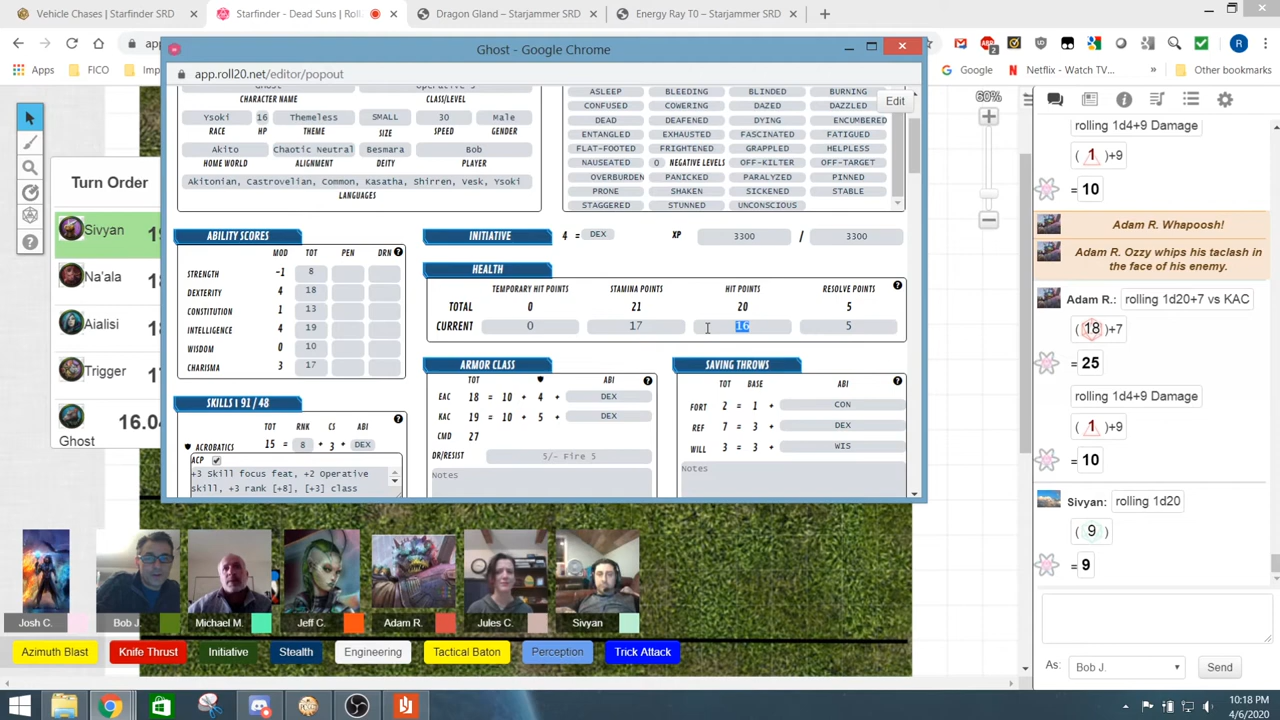 Vehicle Chases | Starfinder SRD
Starfinder - Dead Suns | Roll
Dragon Gland – Starjammer SRD
Energy Ray T0 – Starjammer SRD
Ghost - Google Chrome
app.roll20.net/editor/popout
Apps
FICO
Imp
Google
Netflix - Watch TV...
Other bookmarks
CHARACTER NAME
CLASS/LEVEL
Ysoki
16
Themeless
SMALL
30
Male
RACE
HP
THEME
SIZE
SPEED
GENDER
Akito
Chaotic Neutral
Besmara
Bob
HOME WORLD
ALIGNMENT
DEITY
PLAYER
Akitonian, Castrovelian, Common, Kasatha, Shirren, Vesk, Ysoki
LANGUAGES
ASLEEP
BLEEDING
BLINDED
BURNING
CONFUSED
COWERING
DAZED
DAZZLED
DEAD
DEAFENED
DYING
ENCUMBERED
ENTANGLED
EXHAUSTED
FASCINATED
FATIGUED
FLAT-FOOTED
FRIGHTENED
GRAPPLED
HELPLESS
NAUSEATED
0
NEGATIVE LEVELS
OFF-KILTER
OFF-TARGET
OVERBURDEN
PANICKED
PARALYZED
PINNED
PRONE
SHAKEN
SICKENED
STABLE
STAGGERED
STUNNED
UNCONSCIOUS
Edit
60%
Turn Order
Sivyan
Na'ala
Aialisi
Trigger
Ghost
16.04
ABILITY SCORES
MOD
TOT
PEN
DRN
STRENGTH
-1
8
DEXTERITY
4
18
CONSTITUTION
1
13
INTELLIGENCE
4
19
WISDOM
0
10
CHARISMA
3
17
INITIATIVE
4 = DEX
XP
3300 / 3300
HEALTH
TEMPORARY HIT POINTS
STAMINA POINTS
HIT POINTS
RESOLVE POINTS
TOTAL
0
21
20
5
CURRENT
0
17
16
5
SKILLS | 91 / 48
TOT
RNK
CS
ABI
ACROBATICS
15 = 8 + 3 + DEX
ACP
+3 Skill focus feat, +2 Operative
skill, +3 rank [+8], [+3] class
ARMOR CLASS
TOT
ABI
EAC
18 = 10 + 4 + DEX
KAC
19 = 10 + 5 + DEX
CMD
27
DR/RESIST
5/– Fire 5
Notes
SAVING THROWS
TOT
BASE
ABI
FORT
2 = 1 + CON
REF
7 = 3 + DEX
WILL
3 = 3 + WIS
Notes
rolling 1d4+9 Damage
(1)+9
= 10
Adam R. Whapoosh!
Adam R. Ozzy whips his taclash in
the face of his enemy.
Adam R.: rolling 1d20+7 vs KAC
(18)+7
= 25
rolling 1d4+9 Damage
(1)+9
= 10
Sivyan: rolling 1d20
(9)
= 9
As:
Bob J.
Send
Josh C.
Bob J.
Michael M.
Jeff C.
Adam R.
Jules C.
Sivyan
Azimuth Blast
Knife Thrust
Initiative
Stealth
Engineering
Tactical Baton
Perception
Trick Attack
10:18 PM
4/6/2020